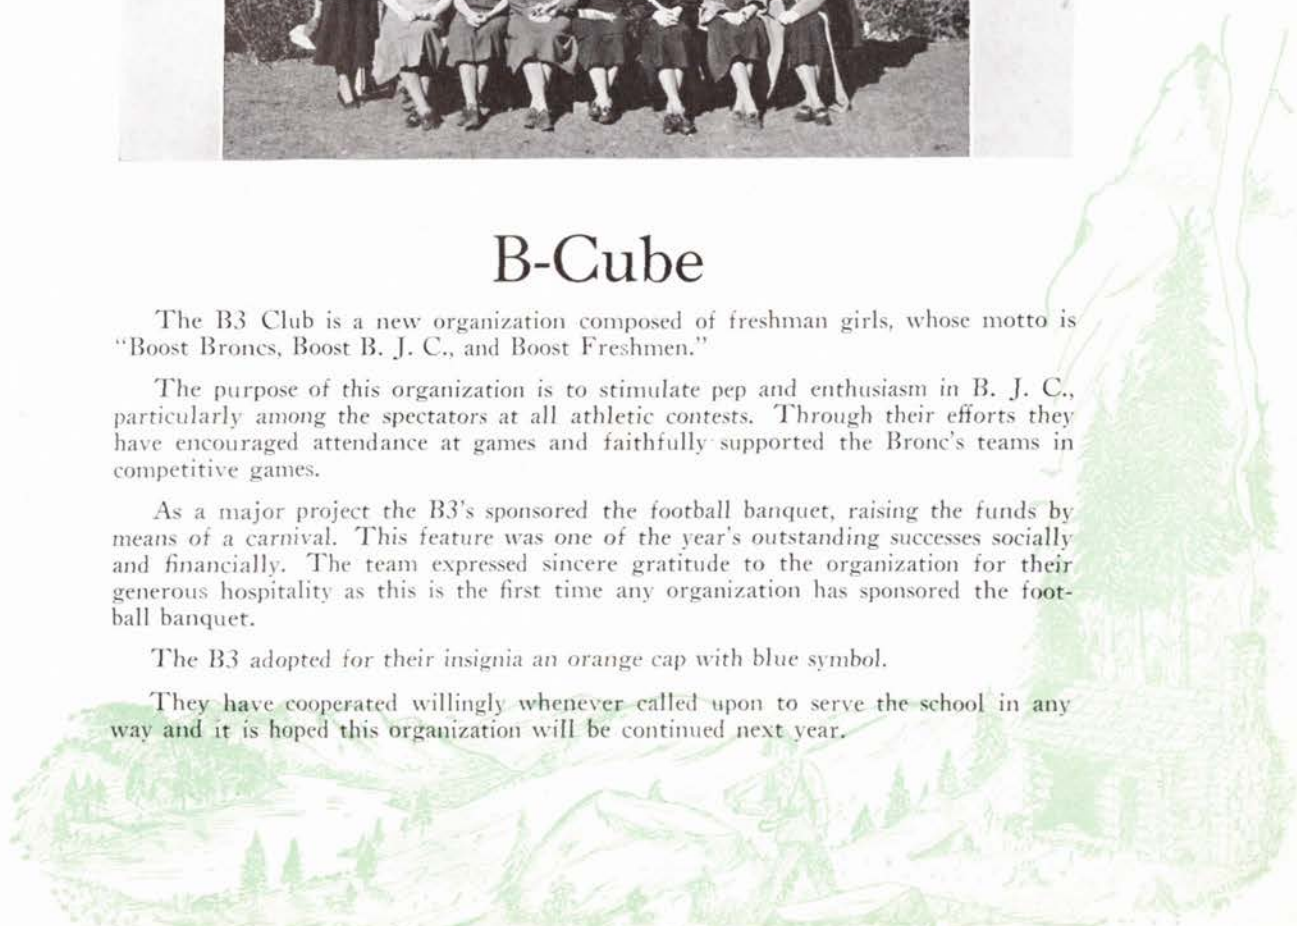 B-Cube
The B3 Club is a new organization composed of freshman girls, whose motto is
“Boost Broncs, Boost B. J. C., and Boost Freshmen.”
The purpose of this organization is to stimulate pep and enthusiasm in B. J. C.,
particularly among the spectators at all athletic contests. Through their efforts they
have encouraged attendance at games and faithfully supported the Bronc's teams in
competitive games.
As a major project the B3's sponsored the football banquet, raising the funds by
means of a carnival. This feature was one of the year's outstanding successes socially
and financially. The team expressed sincere gratitude to the organization for their
generous hospitality as this is the first time any organization has sponsored the foot-
ball banquet.
The B3 adopted for their insignia an orange cap with blue symbol.
They have cooperated willingly whenever called upon to serve the school in any
way and it is hoped this organization will be continued next year.